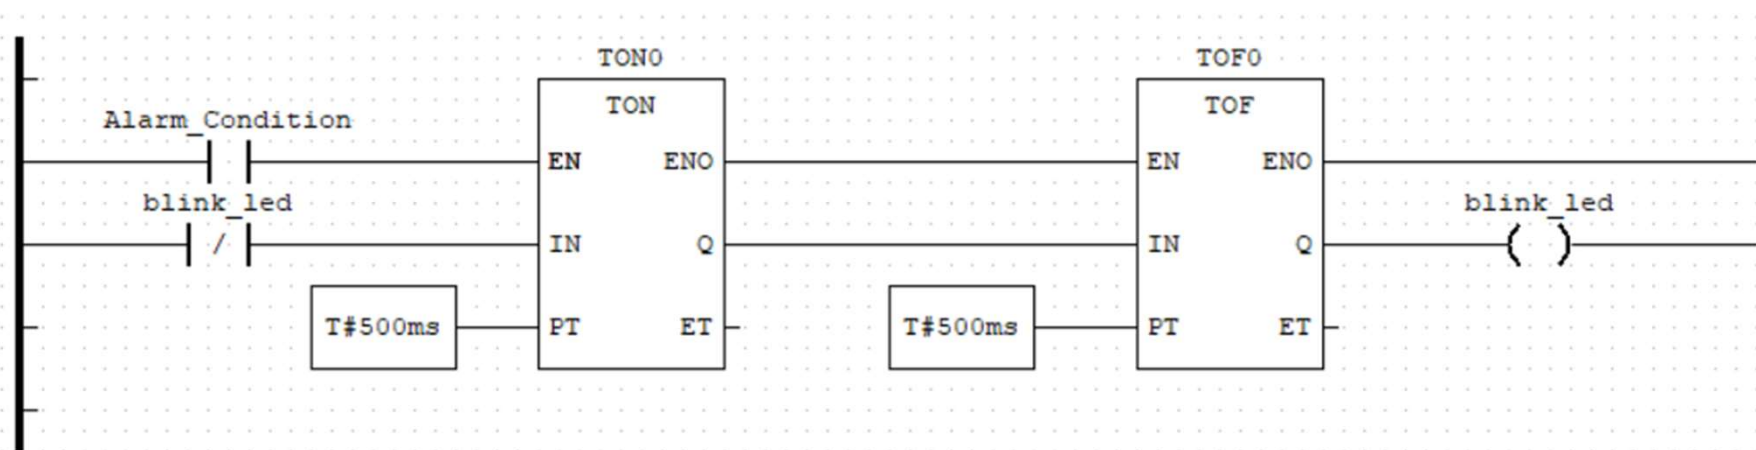 TON0
TOF0
TON
TOF
Alarm_Condition
EN ENO
EN ENO
blink_led
blink_led
/
IN Q
IN Q
( )
T#500ms
PT ET
T#500ms
PT ET